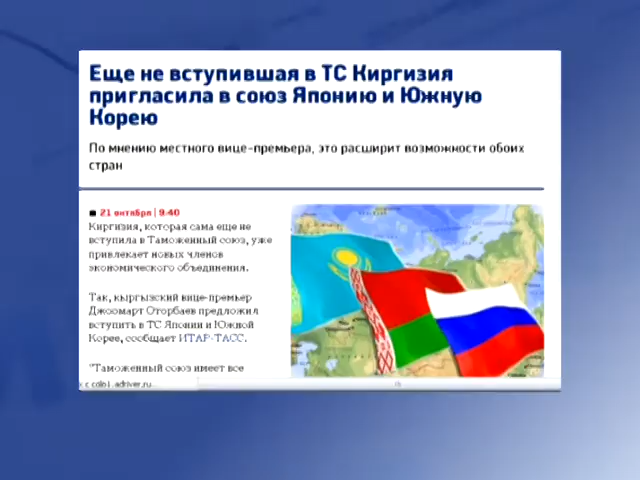 Еще не вступившая в ТС Киргизия
пригласила в союз Японию и Южную
Корею
По мнению местного вице-премьера, это расширит возможности обоих
стран
21 октября | 9:40
Киргизия, которая сама еще не
вступила в Таможенный союз, уже
привлекает новых членов
экономического объединения.
Так, кыргызский вице-премьер
Джоомарт Оторбаев предложил
вступить в ТС Японии и Южной
Корее, сообщает ИТАР-ТАСС.
"Таможенный союз имеет все